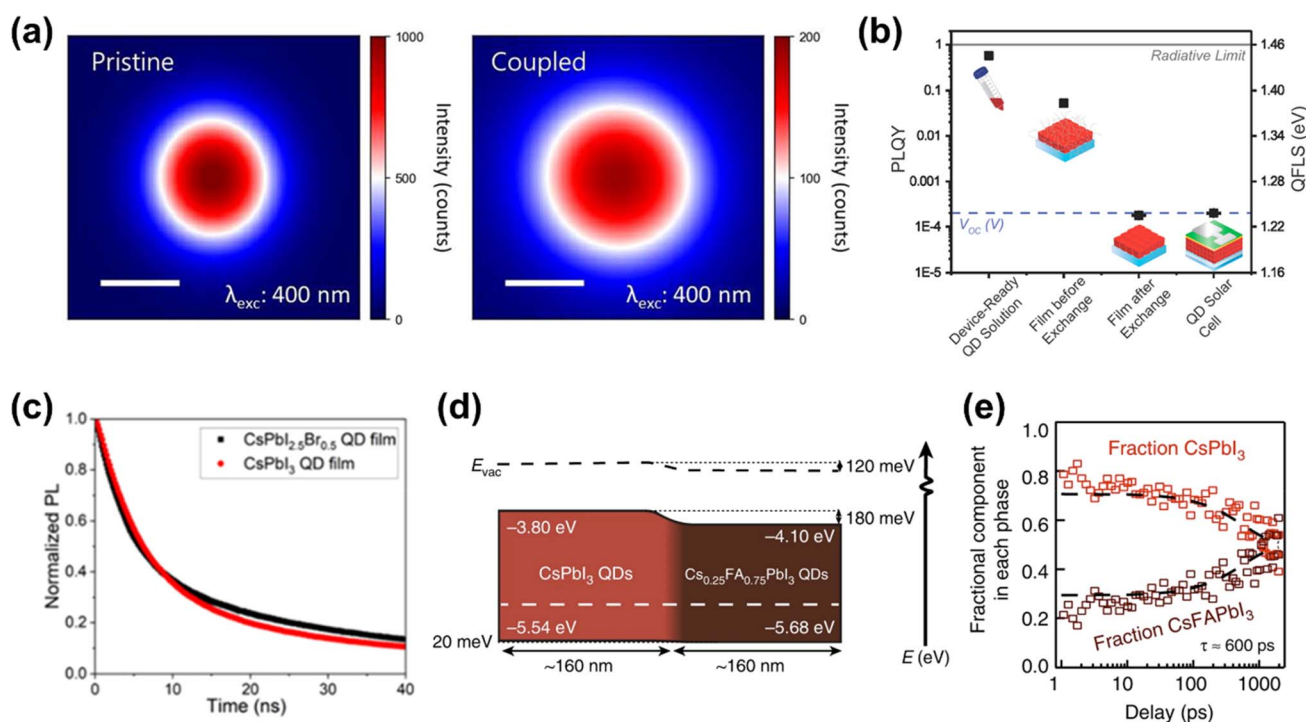 (a)
Pristine
λexc: 400 nm
1000
500
0
Intensity (counts)
Coupled
λexc: 400 nm
200
100
0
Intensity (counts)
(b)
PLQY
1
0.1
0.01
0.001
1E-4
1E-5
Radiative Limit
VOC (V)
1.46
1.40
1.34
1.28
1.22
1.16
QFLS (eV)
Device-Ready
QD Solution
Film before
Exchange
Film after
Exchange
QD Solar
Cell
(c)
Normalized PL
1.0
0.8
0.6
0.4
0.2
0.0
CsPbI2.5Br0.5 QD film
CsPbI3 QD film
0
10
20
30
40
Time (ns)
(d)
Evac
120 meV
180 meV
−3.80 eV
−4.10 eV
CsPbI3 QDs
Cs0.25FA0.75PbI3 QDs
−5.54 eV
−5.68 eV
20 meV
~160 nm
~160 nm
E (eV)
(e)
Fractional component
in each phase
1.0
0.8
0.6
0.4
0.2
0.0
Fraction CsPbI3
Fraction CsFAPbI3
τ ≈ 600 ps
1
10
100
1000
Delay (ps)